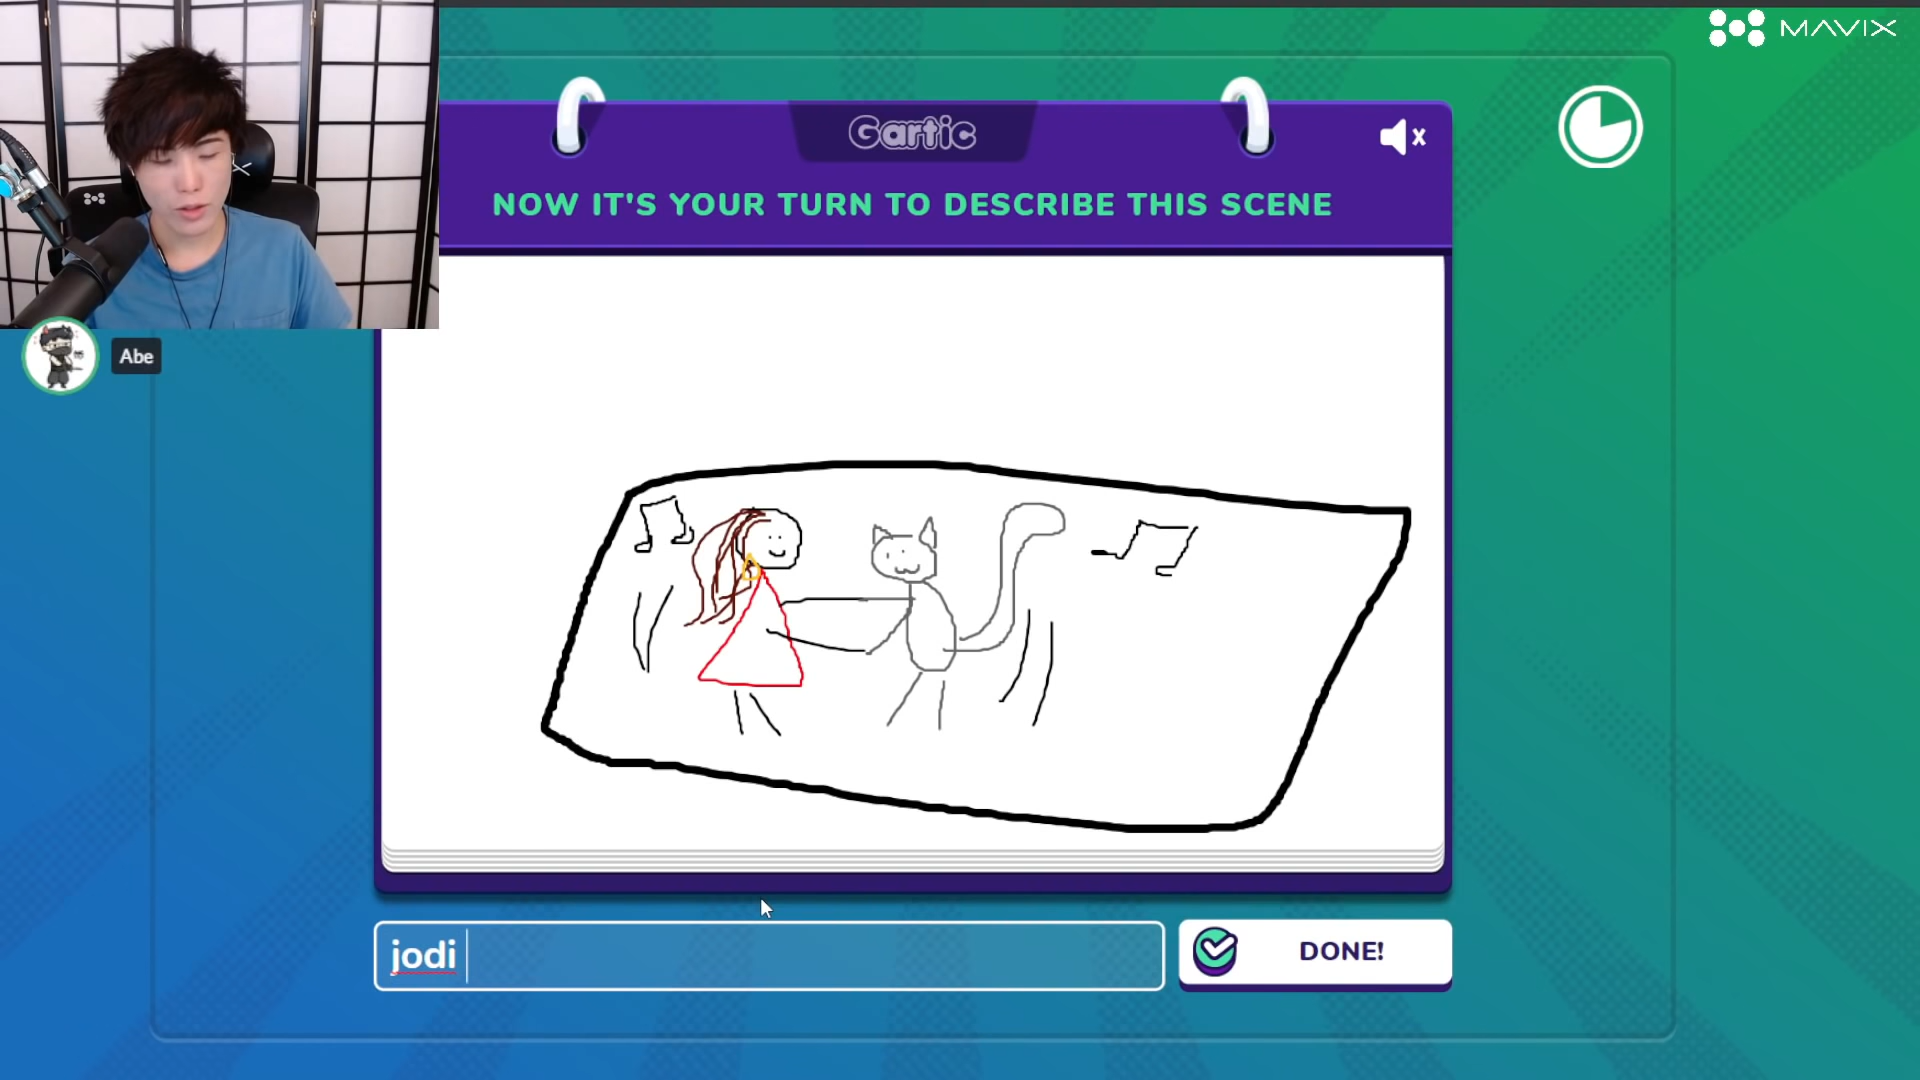 MAVIX
Gartic
NOW IT'S YOUR TURN TO DESCRIBE THIS SCENE
Abe
jodi
DONE!